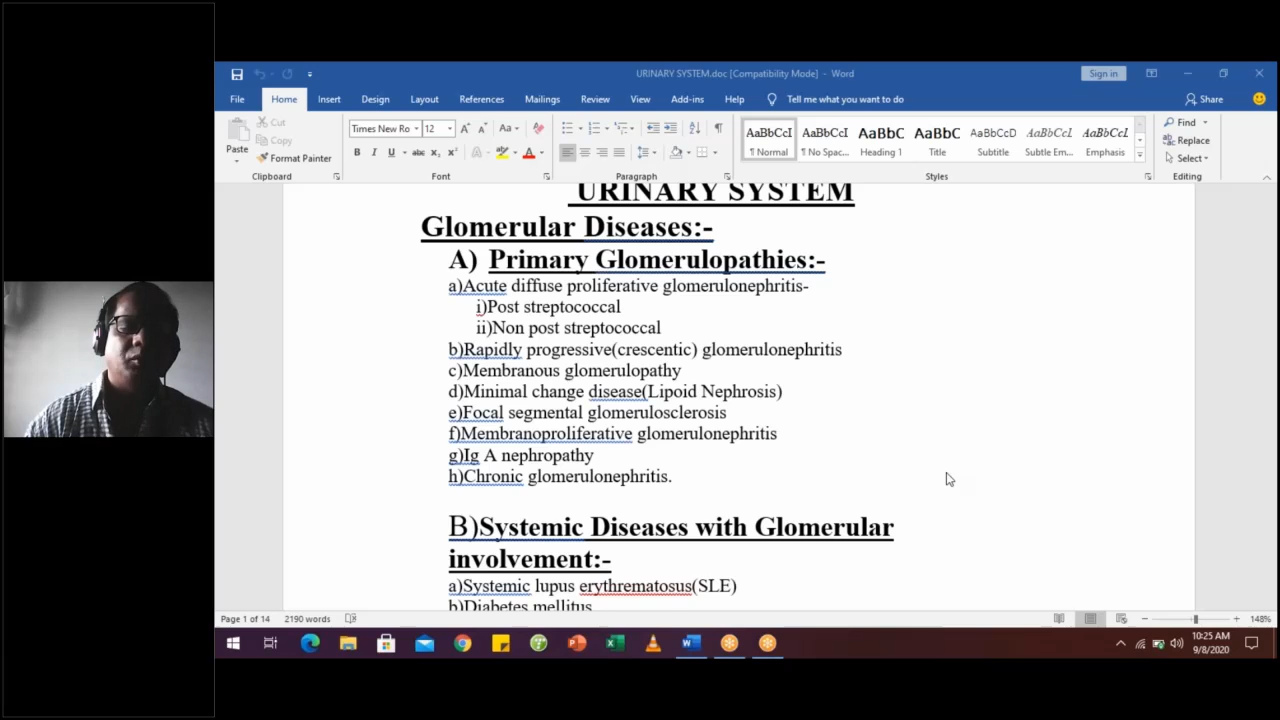 URINARY SYSTEM.doc [Compatibility Mode] - Word
Sign in
File Home Insert Design Layout References Mailings Review View Add-ins Help Tell me what you want to do Share
Cut
Copy
Paste
Format Painter
Times New Ro 12
Aa
B I U abc x₂ x²
AaBbCcI AaBbCcI AaBbC AaBbC AaBbCcD AaBbCcI AaBbCcI
¶ Normal ¶ No Spac... Heading 1 Title Subtitle Subtle Em... Emphasis
Find
Replace
Select
Clipboard Font Paragraph Styles Editing
URINARY SYSTEM
Glomerular Diseases:-
A) Primary Glomerulopathies:-
a)Acute diffuse proliferative glomerulonephritis-
i)Post streptococcal
ii)Non post streptococcal
b)Rapidly progressive(crescentic) glomerulonephritis
c)Membranous glomerulopathy
d)Minimal change disease(Lipoid Nephrosis)
e)Focal segmental glomerulosclerosis
f)Membranoproliferative glomerulonephritis
g)Ig A nephropathy
h)Chronic glomerulonephritis.
B)Systemic Diseases with Glomerular
involvement:-
a)Systemic lupus erythrematosus(SLE)
b)Diabetes mellitus
Page 1 of 14 2190 words 148%
10:25 AM
9/8/2020